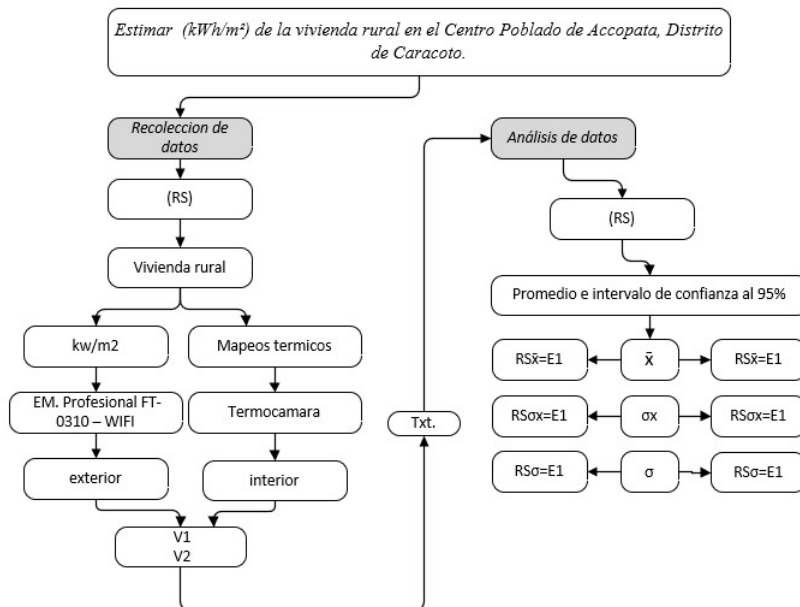 Estimar (kWh/m²) de la vivienda rural en el Centro Poblado de Accopata, Distrito
de Caracoto.
Recoleccion de
datos
(RS)
Vivienda rural
kw/m2
Mapeos termicos
EM. Profesional FT-
0310 – WIFI
Termocamara
exterior
interior
V1
V2
Txt.
Análisis de datos
(RS)
Promedio e intervalo de confianza al 95%
RSx̄=E1
x̄
RSx̄=E1
RSσx=E1
σx
RSσx=E1
RSσ=E1
σ
RSσ=E1